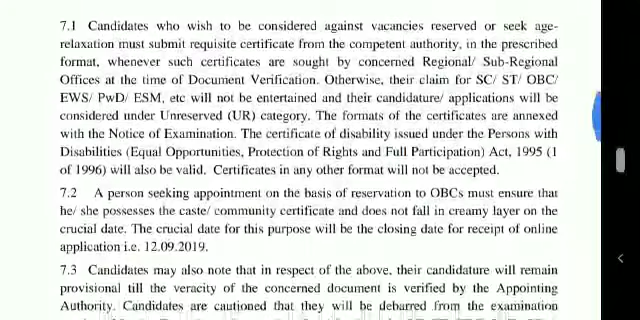 7.1 Candidates who wish to be considered against vacancies reserved or seek age-
relaxation must submit requisite certificate from the competent authority, in the prescribed
format, whenever such certificates are sought by concerned Regional/ Sub-Regional
Offices at the time of Document Verification. Otherwise, their claim for SC/ ST/ OBC/
EWS/ PwD/ ESM, etc will not be entertained and their candidature/ applications will be
considered under Unreserved (UR) category. The formats of the certificates are annexed
with the Notice of Examination. The certificate of disability issued under the Persons with
Disabilities (Equal Opportunities, Protection of Rights and Full Participation) Act, 1995 (1
of 1996) will also be valid. Certificates in any other format will not be accepted.
7.2 A person seeking appointment on the basis of reservation to OBCs must ensure that
he/ she possesses the caste/ community certificate and does not fall in creamy layer on the
crucial date. The crucial date for this purpose will be the closing date for receipt of online
application i.e. 12.09.2019.
7.3 Candidates may also note that in respect of the above, their candidature will remain
provisional till the veracity of the concerned document is verified by the Appointing
Authority. Candidates are cautioned that they will be debarred from the examination